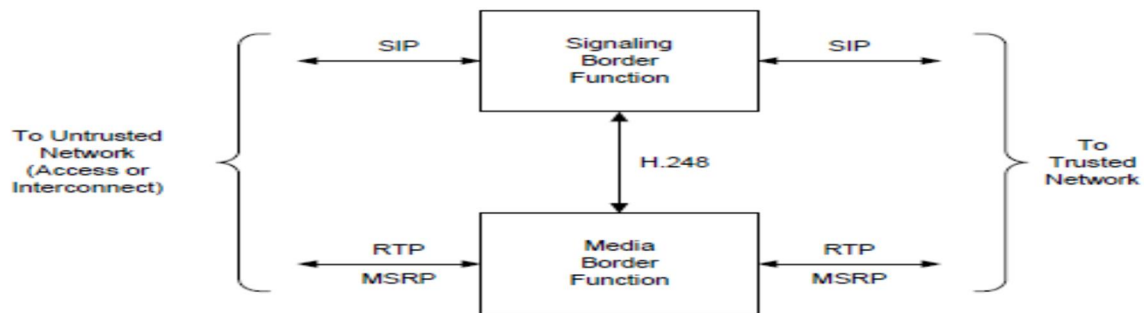 SIP
Signaling
Border
Function
SIP
To Untrusted
Network
(Access or
Interconnect)
H.248
To
Trusted
Network
RTP
MSRP
Media
Border
Function
RTP
MSRP